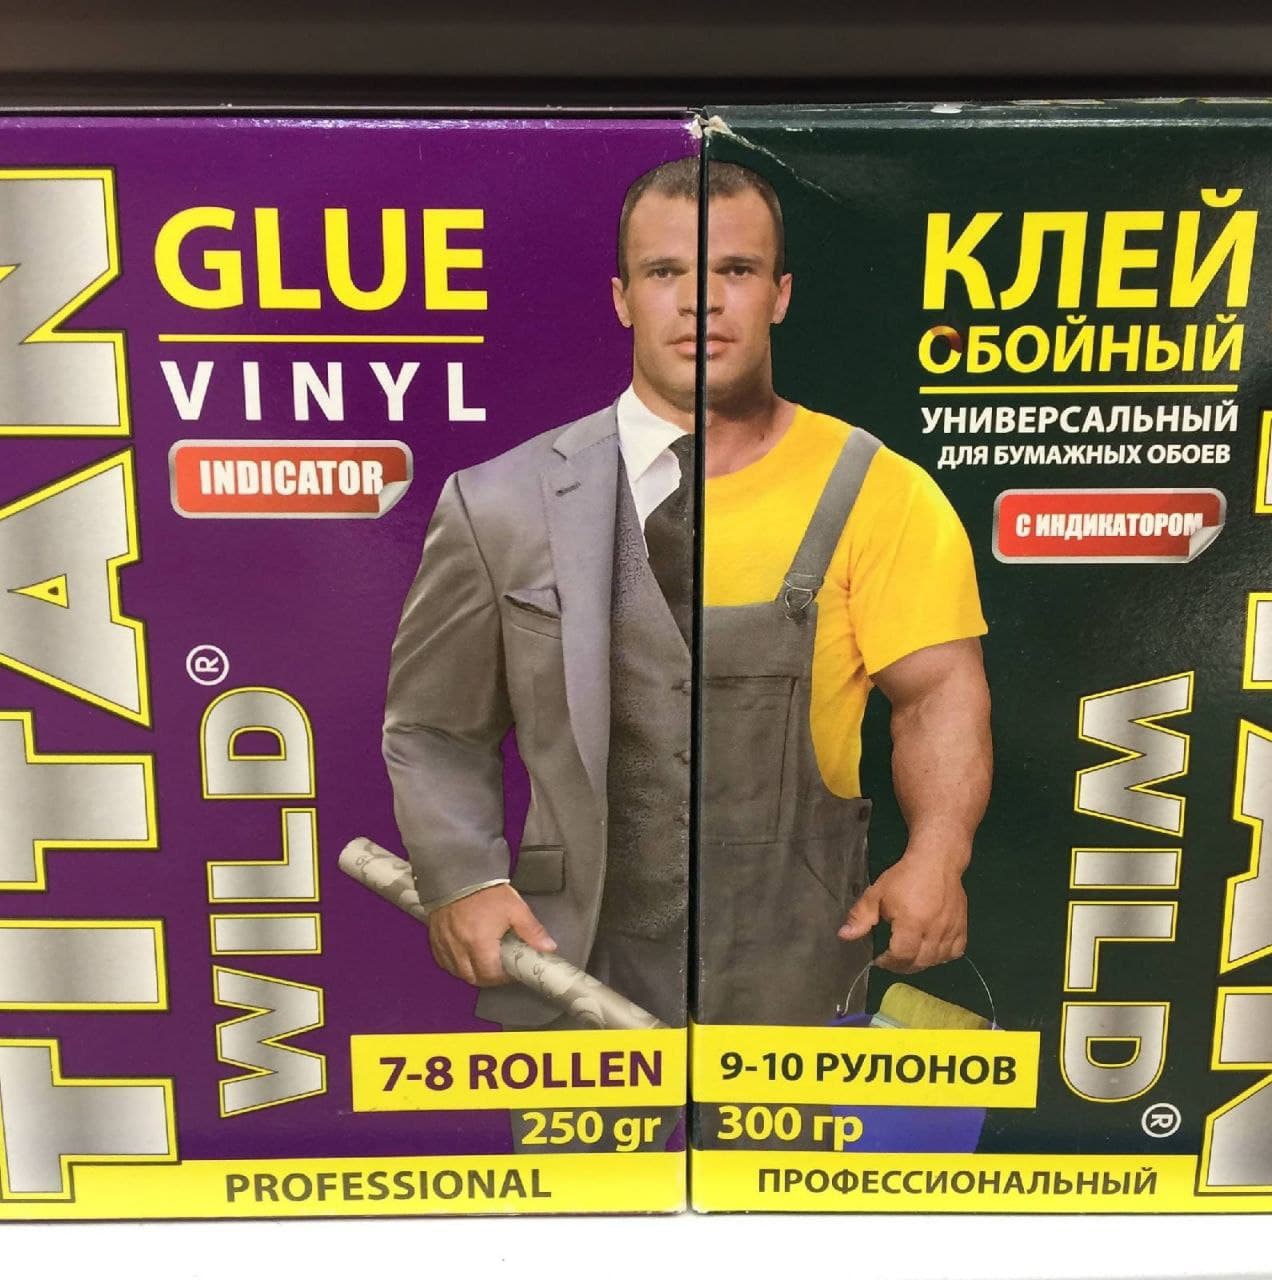 TITAN
WILD®
GLUE
VINYL
INDICATOR
7-8 ROLLEN
250 gr
PROFESSIONAL
КЛЕЙ
ОБОЙНЫЙ
УНИВЕРСАЛЬНЫЙ
ДЛЯ БУМАЖНЫХ ОБОЕВ
С ИНДИКАТОРОМ
WILD®
TITAN
9-10 РУЛОНОВ
300 гр
ПРОФЕССИОНАЛЬНЫЙ